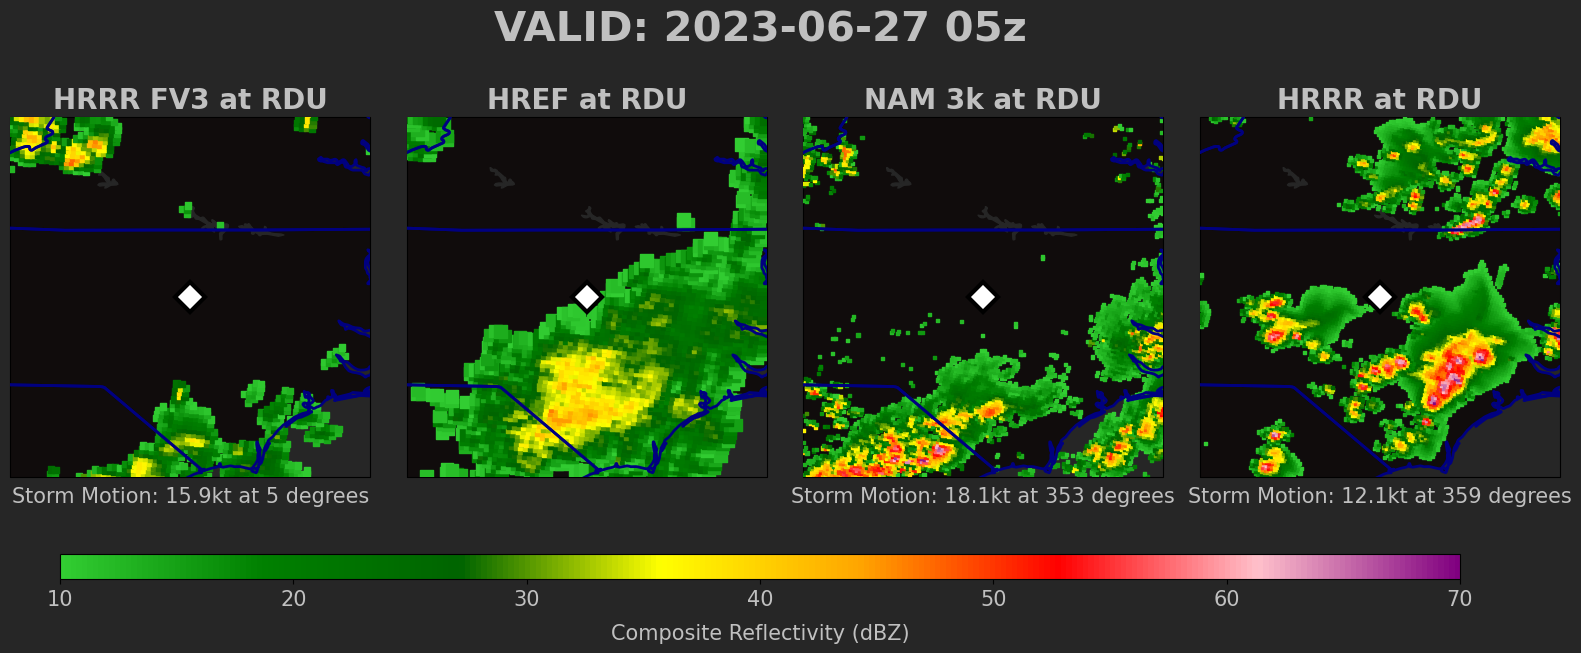 VALID: 2023-06-27 05z
HRRR FV3 at RDU
HREF at RDU
NAM 3k at RDU
HRRR at RDU
Storm Motion: 15.9kt at 5 degrees
Storm Motion: 18.1kt at 353 degrees
Storm Motion: 12.1kt at 359 degrees
10 20 30 40 50 60 70
Composite Reflectivity (dBZ)